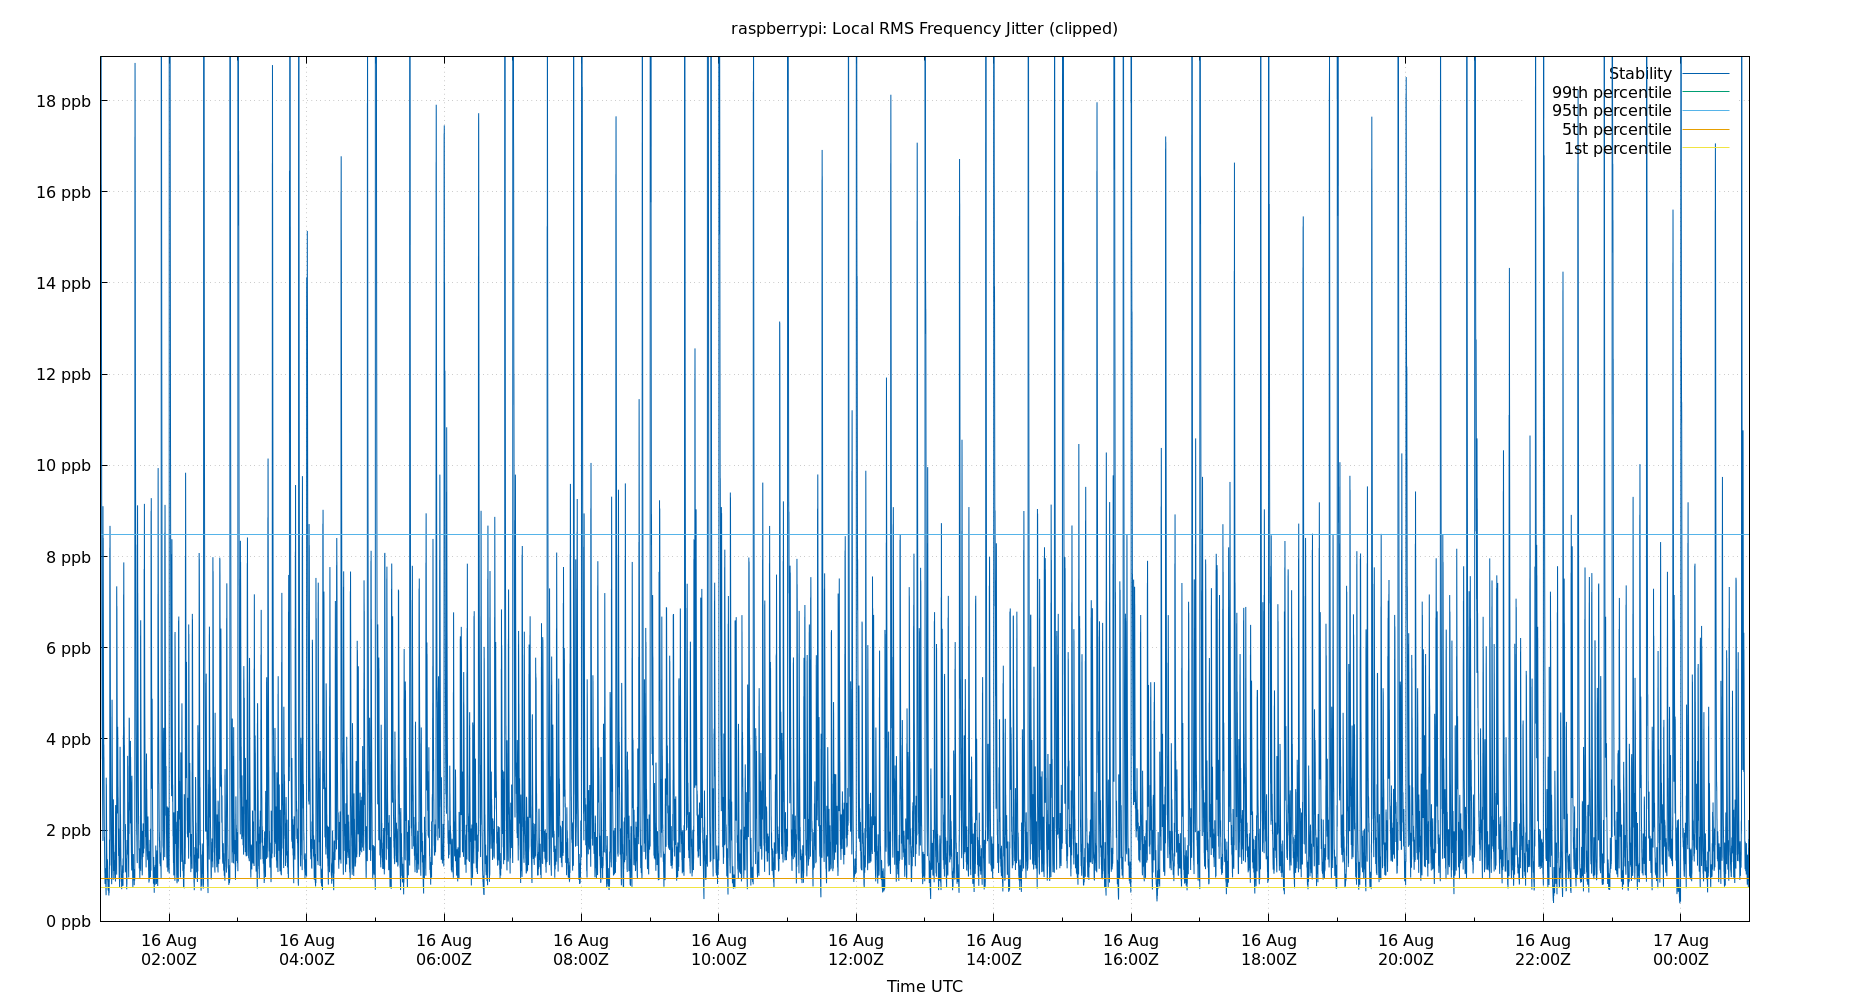 raspberrypi: Local RMS Frequency Jitter (clipped)
Stability
99th percentile
95th percentile
5th percentile
1st percentile
18 ppb
16 ppb
14 ppb
12 ppb
10 ppb
8 ppb
6 ppb
4 ppb
2 ppb
0 ppb
16 Aug 16 Aug 16 Aug 16 Aug 16 Aug 16 Aug 16 Aug 16 Aug 16 Aug 16 Aug 16 Aug 17 Aug
02:00Z 04:00Z 06:00Z 08:00Z 10:00Z 12:00Z 14:00Z 16:00Z 18:00Z 20:00Z 22:00Z 00:00Z
Time UTC